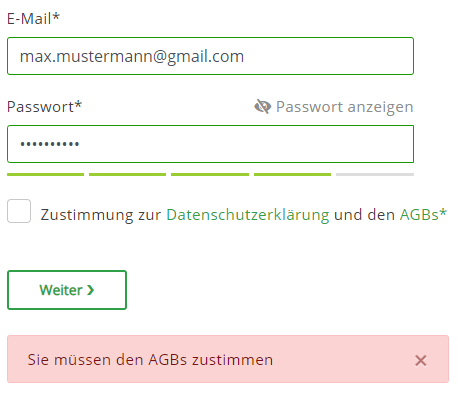 E-Mail*
max.mustermann@gmail.com
Passwort* Passwort anzeigen
••••••••••
Zustimmung zur Datenschutzerklärung und den AGBs*
Weiter ❯
Sie müssen den AGBs zustimmen ×